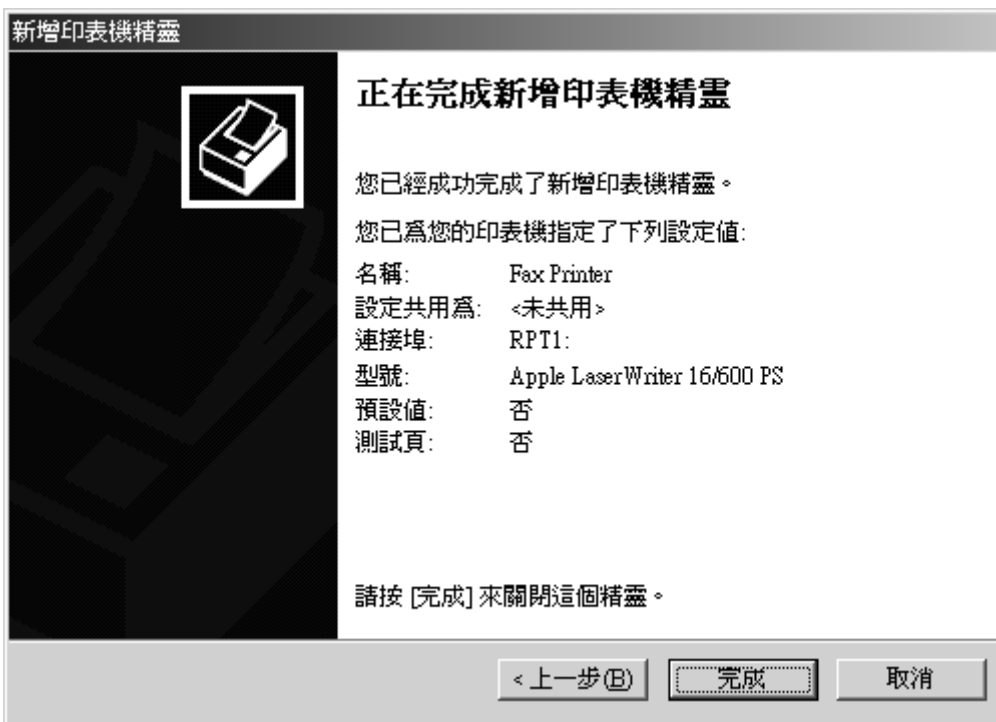 新增印表機精靈
正在完成新增印表機精靈
您已經成功完成了新增印表機精靈。
您已爲您的印表機指定了下列設定值:
名稱: Fax Printer
設定共用爲: <未共用>
連接埠: RPT1:
型號: Apple LaserWriter 16/600 PS
預設值: 否
測試頁: 否
請按 [完成] 來關閉這個精靈。
<上一步(B) 完成 取消